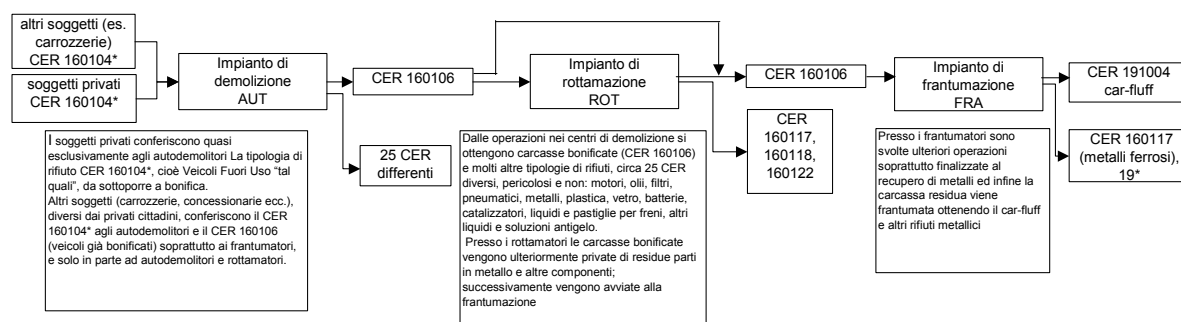 altri soggetti (es.
carrozzerie)
CER 160104*
soggetti privati
CER 160104*
Impianto di
demolizione
AUT
CER 160106
25 CER
differenti
Impianto di
rottamazione
ROT
CER 160106
CER
160117,
160118,
160122
Impianto di
frantumazione
FRA
CER 191004
car-fluff
CER 160117
(metalli ferrosi),
19*
I soggetti privati conferiscono quasi
esclusivamente agli autodemolitori La tipologia di
rifiuto CER 160104*, cioè Veicoli Fuori Uso "tal
quali", da sottoporre a bonifica.
Altri soggetti (carrozzerie, concessionarie ecc.),
diversi dai privati cittadini, conferiscono il CER
160104* agli autodemolitori e il CER 160106
(veicoli già bonificati) soprattutto ai frantumatori,
e solo in parte ad autodemolitori e rottamatori.
Dalle operazioni nei centri di demolizione si
ottengono carcasse bonificate (CER 160106)
e molti altre tipologie di rifiuti, circa 25 CER
diversi, pericolosi e non: motori, olii, filtri,
pneumatici, metalli, plastica, vetro, batterie,
catalizzatori, liquidi e pastiglie per freni, altri
liquidi e soluzioni antigelo.
Presso i rottamatori le carcasse bonificate
vengono ulteriormente private di residue parti
in metallo e altre componenti;
successivamente vengono avviate alla
frantumazione
Presso i frantumatori sono
svolte ulteriori operazioni
soprattutto finalizzate al
recupero di metalli ed infine la
carcassa residua viene
frantumata ottenendo il car-fluff
e altri rifiuti metallici